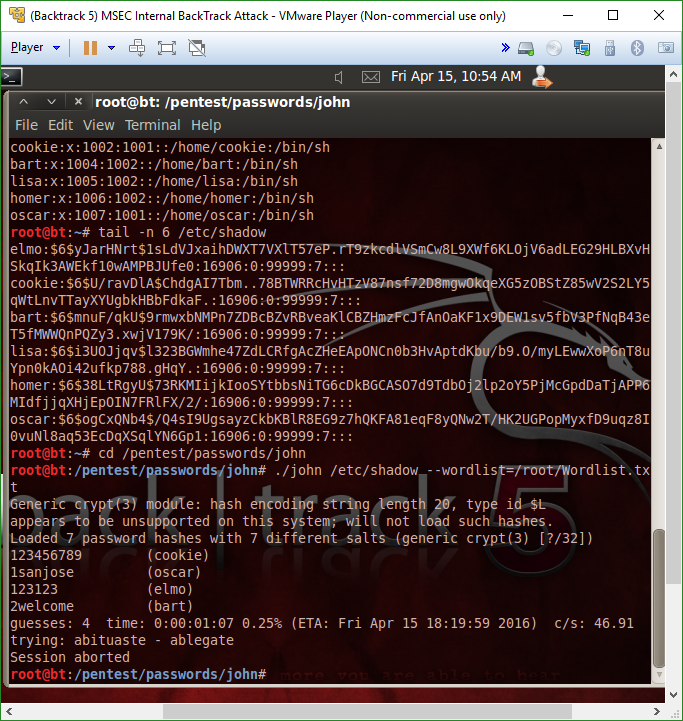 (Backtrack 5) MSEC Internal BackTrack Attack - VMware Player (Non-commercial use only)
Player
Fri Apr 15, 10:54 AM
root@bt: /pentest/passwords/john
File Edit View Terminal Help
cookie:x:1002:1001::/home/cookie:/bin/sh
bart:x:1004:1002::/home/bart:/bin/sh
lisa:x:1005:1002::/home/lisa:/bin/sh
homer:x:1006:1002::/home/homer:/bin/sh
oscar:x:1007:1001::/home/oscar:/bin/sh
root@bt:~# tail -n 6 /etc/shadow
elmo:$6$yJarHNrt$1sLdVJxaihDWXT7VXlT57eP.rT9zkcdlVSmCw8L9XWf6KLOjV6adLEG29HLBXvH
SkqIk3AWEkf10wAMPBJUfe0:16906:0:99999:7:::
cookie:$6$U/ravDlA$ChdgAI7Tbm..78BTWRRcHvHTzV87nsf72D8mgwOkqeXG5zOBStZ85wV2S2LY5
qWtLnvTTayXYUgbkHBbFdkaF.:16906:0:99999:7:::
bart:$6$mnuF/qkU$9rmwxbNMPn7ZDBcBZvRBveaKlCBZHmzFcJfAnOaKF1x9DEW1sv5fbV3PfNqB43e
T5fMWWQnPQZy3.xwjV179K/:16906:0:99999:7:::
lisa:$6$i3UOJjqv$l323BGWmhe47ZdLCRfgAcZHeEApONCn0b3HvAptdKbu/b9.O/myLEwwXoP6nT8u
Ypn0kAOi42ufkp788.gHqY.:16906:0:99999:7:::
homer:$6$38LtRgyU$73RKMIijkIooSYtbbsNiTG6cDkBGCASO7d9TdbOj2lp2oY5PjMcGpdDaTjAPP6
MIdfjjqXHjEpOIN7FRlFX/2/:16906:0:99999:7:::
oscar:$6$ogCxQNb4$/Q4sI9UgsayzCkbKBlR8EG9z7hQKFA81eqF8yQNw2T/HK2UGPopMyxfD9uqz8I
0vuNl8aq53EcDqXSqlYN6Gp1:16906:0:99999:7:::
root@bt:~# cd /pentest/passwords/john
root@bt:/pentest/passwords/john# ./john /etc/shadow --wordlist=/root/Wordlist.tx
t
Generic crypt(3) module: hash encoding string length 20, type id $L
appears to be unsupported on this system; will not load such hashes.
Loaded 7 password hashes with 7 different salts (generic crypt(3) [?/32])
123456789 (cookie)
1sanjose (oscar)
123123 (elmo)
2welcome (bart)
guesses: 4 time: 0:00:01:07 0.25% (ETA: Fri Apr 15 18:19:59 2016) c/s: 46.91
trying: abituaste - ablegate
Session aborted
root@bt:/pentest/passwords/john#
back | track 5
more you are able to hear